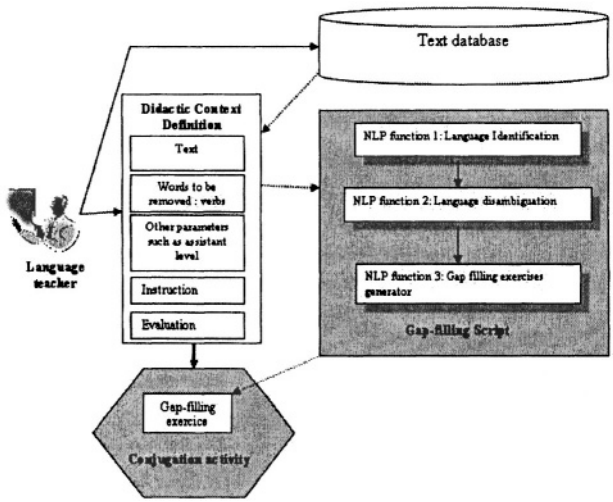 Text database
Didactic Context
Definition
Text
Words to be
removed : verbs
Other parameters
such as assistant
level
Instruction
Evaluation
Language
teacher
NLP function 1: Language Identification
NLP function 2: Language disambiguation
NLP function 3: Gap filling exercises
generator
Gap-filling Script
Gap-filling
exercice
Conjugation activity